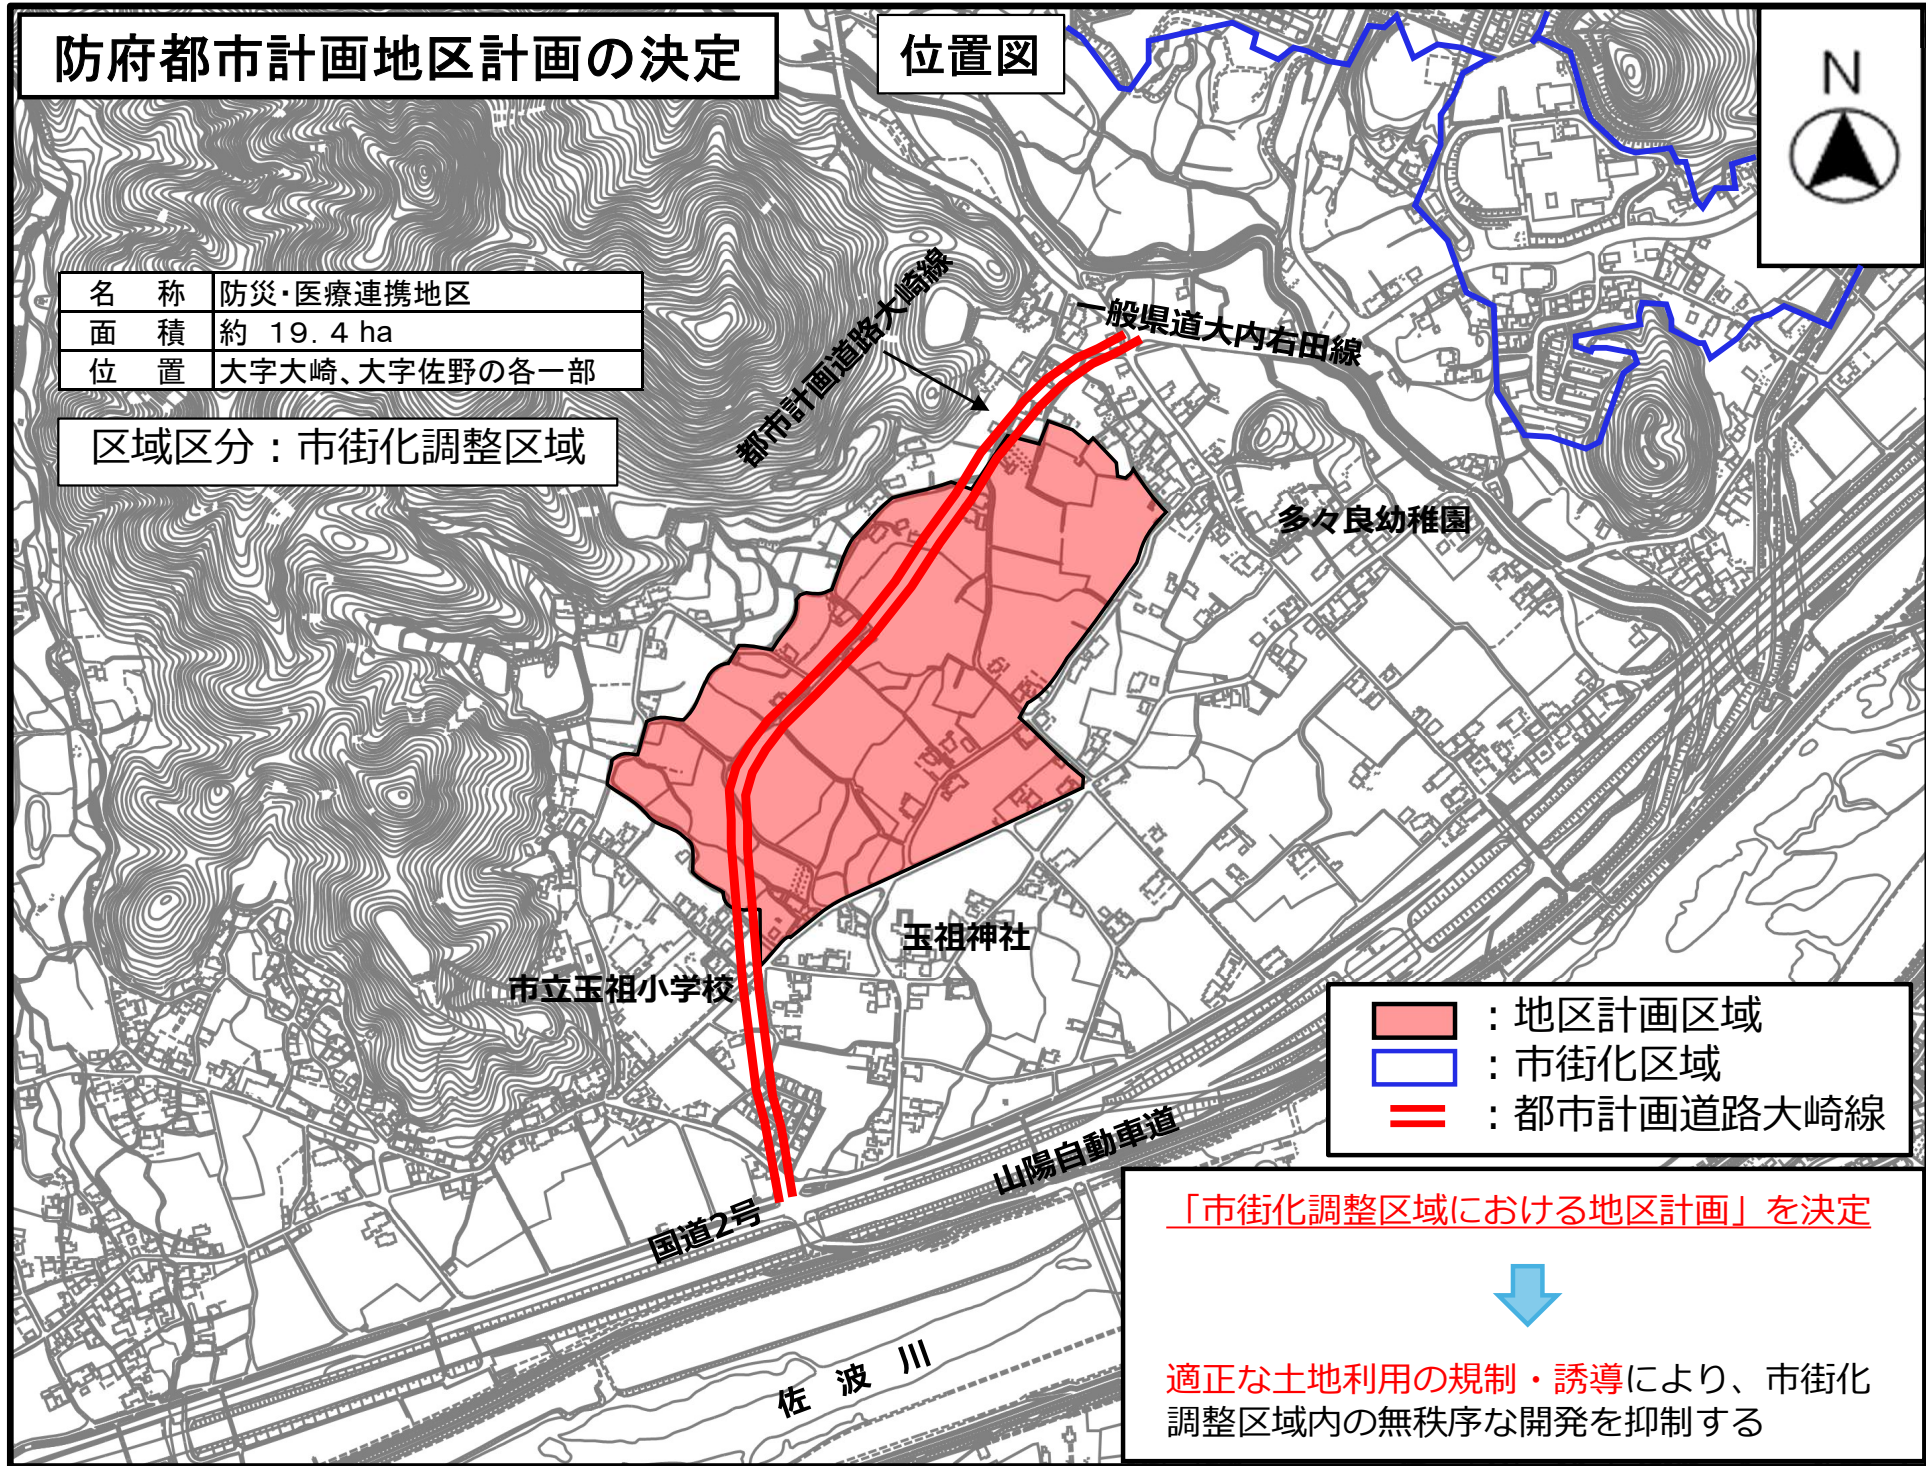 防府都市計画地区計画の決定
位置図
N
名　称　防災・医療連携地区
面　積　約 19.4 ha
位　置　大字大崎、大字佐野の各一部
区域区分：市街化調整区域
都市計画道路大崎線
一般県道大内右田線
多々良幼稚園
玉祖神社
市立玉祖小学校
国道2号
山陽自動車道
佐　波　川
：地区計画区域
：市街化区域
：都市計画道路大崎線
「市街化調整区域における地区計画」を決定
適正な土地利用の規制・誘導により、市街化
調整区域内の無秩序な開発を抑制する